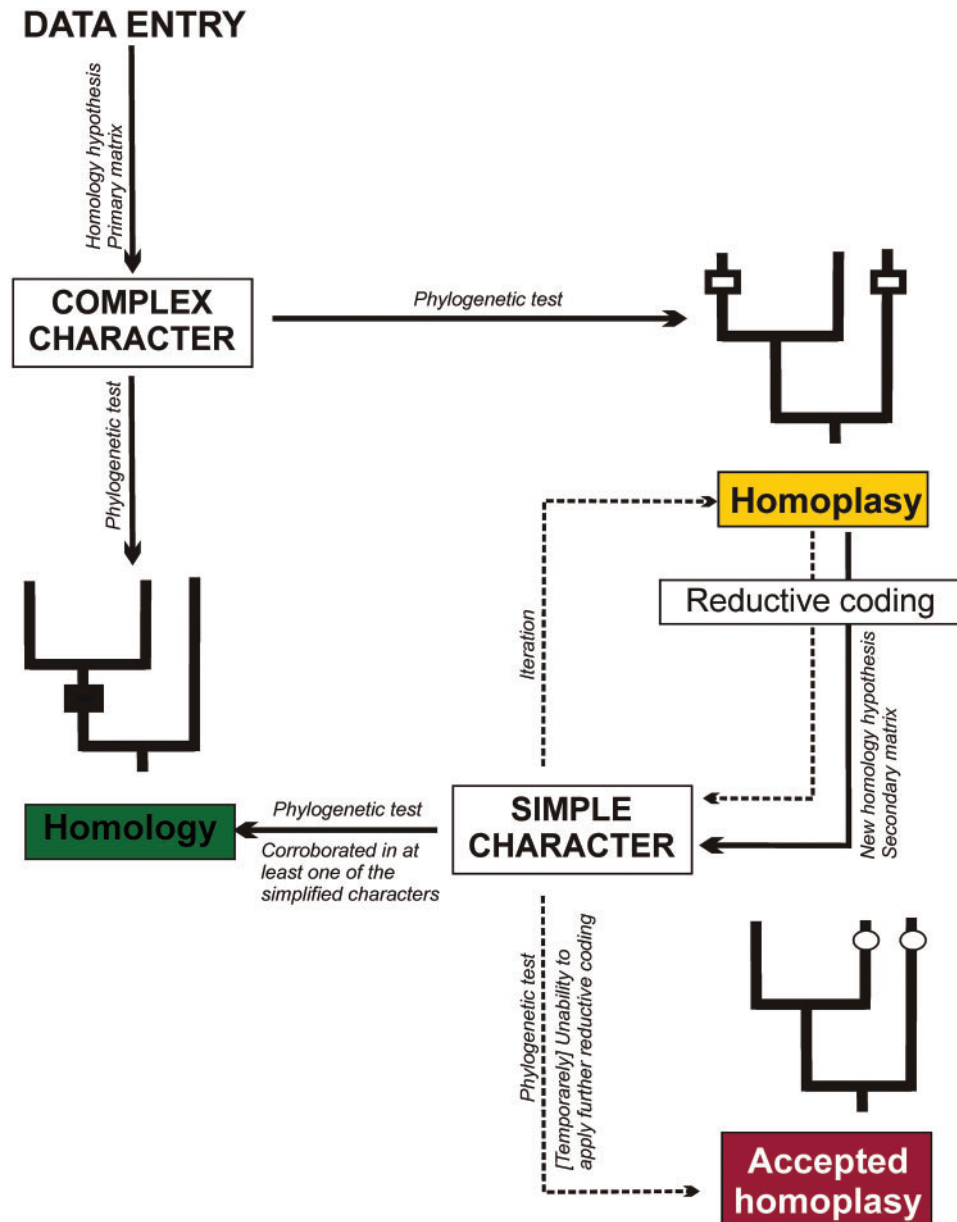 DATA ENTRY
Homology hypothesis
Primary matrix
COMPLEX
CHARACTER
Phylogenetic test
Phylogenetic test
Homoplasy
Reductive coding
Iteration
New homology hypothesis
Secondary matrix
Homology
Phylogenetic test
Corroborated in at
least one of the
simplified characters
SIMPLE
CHARACTER
Phylogenetic test
[Temporarely] Unability to
apply further reductive coding
Accepted
homoplasy